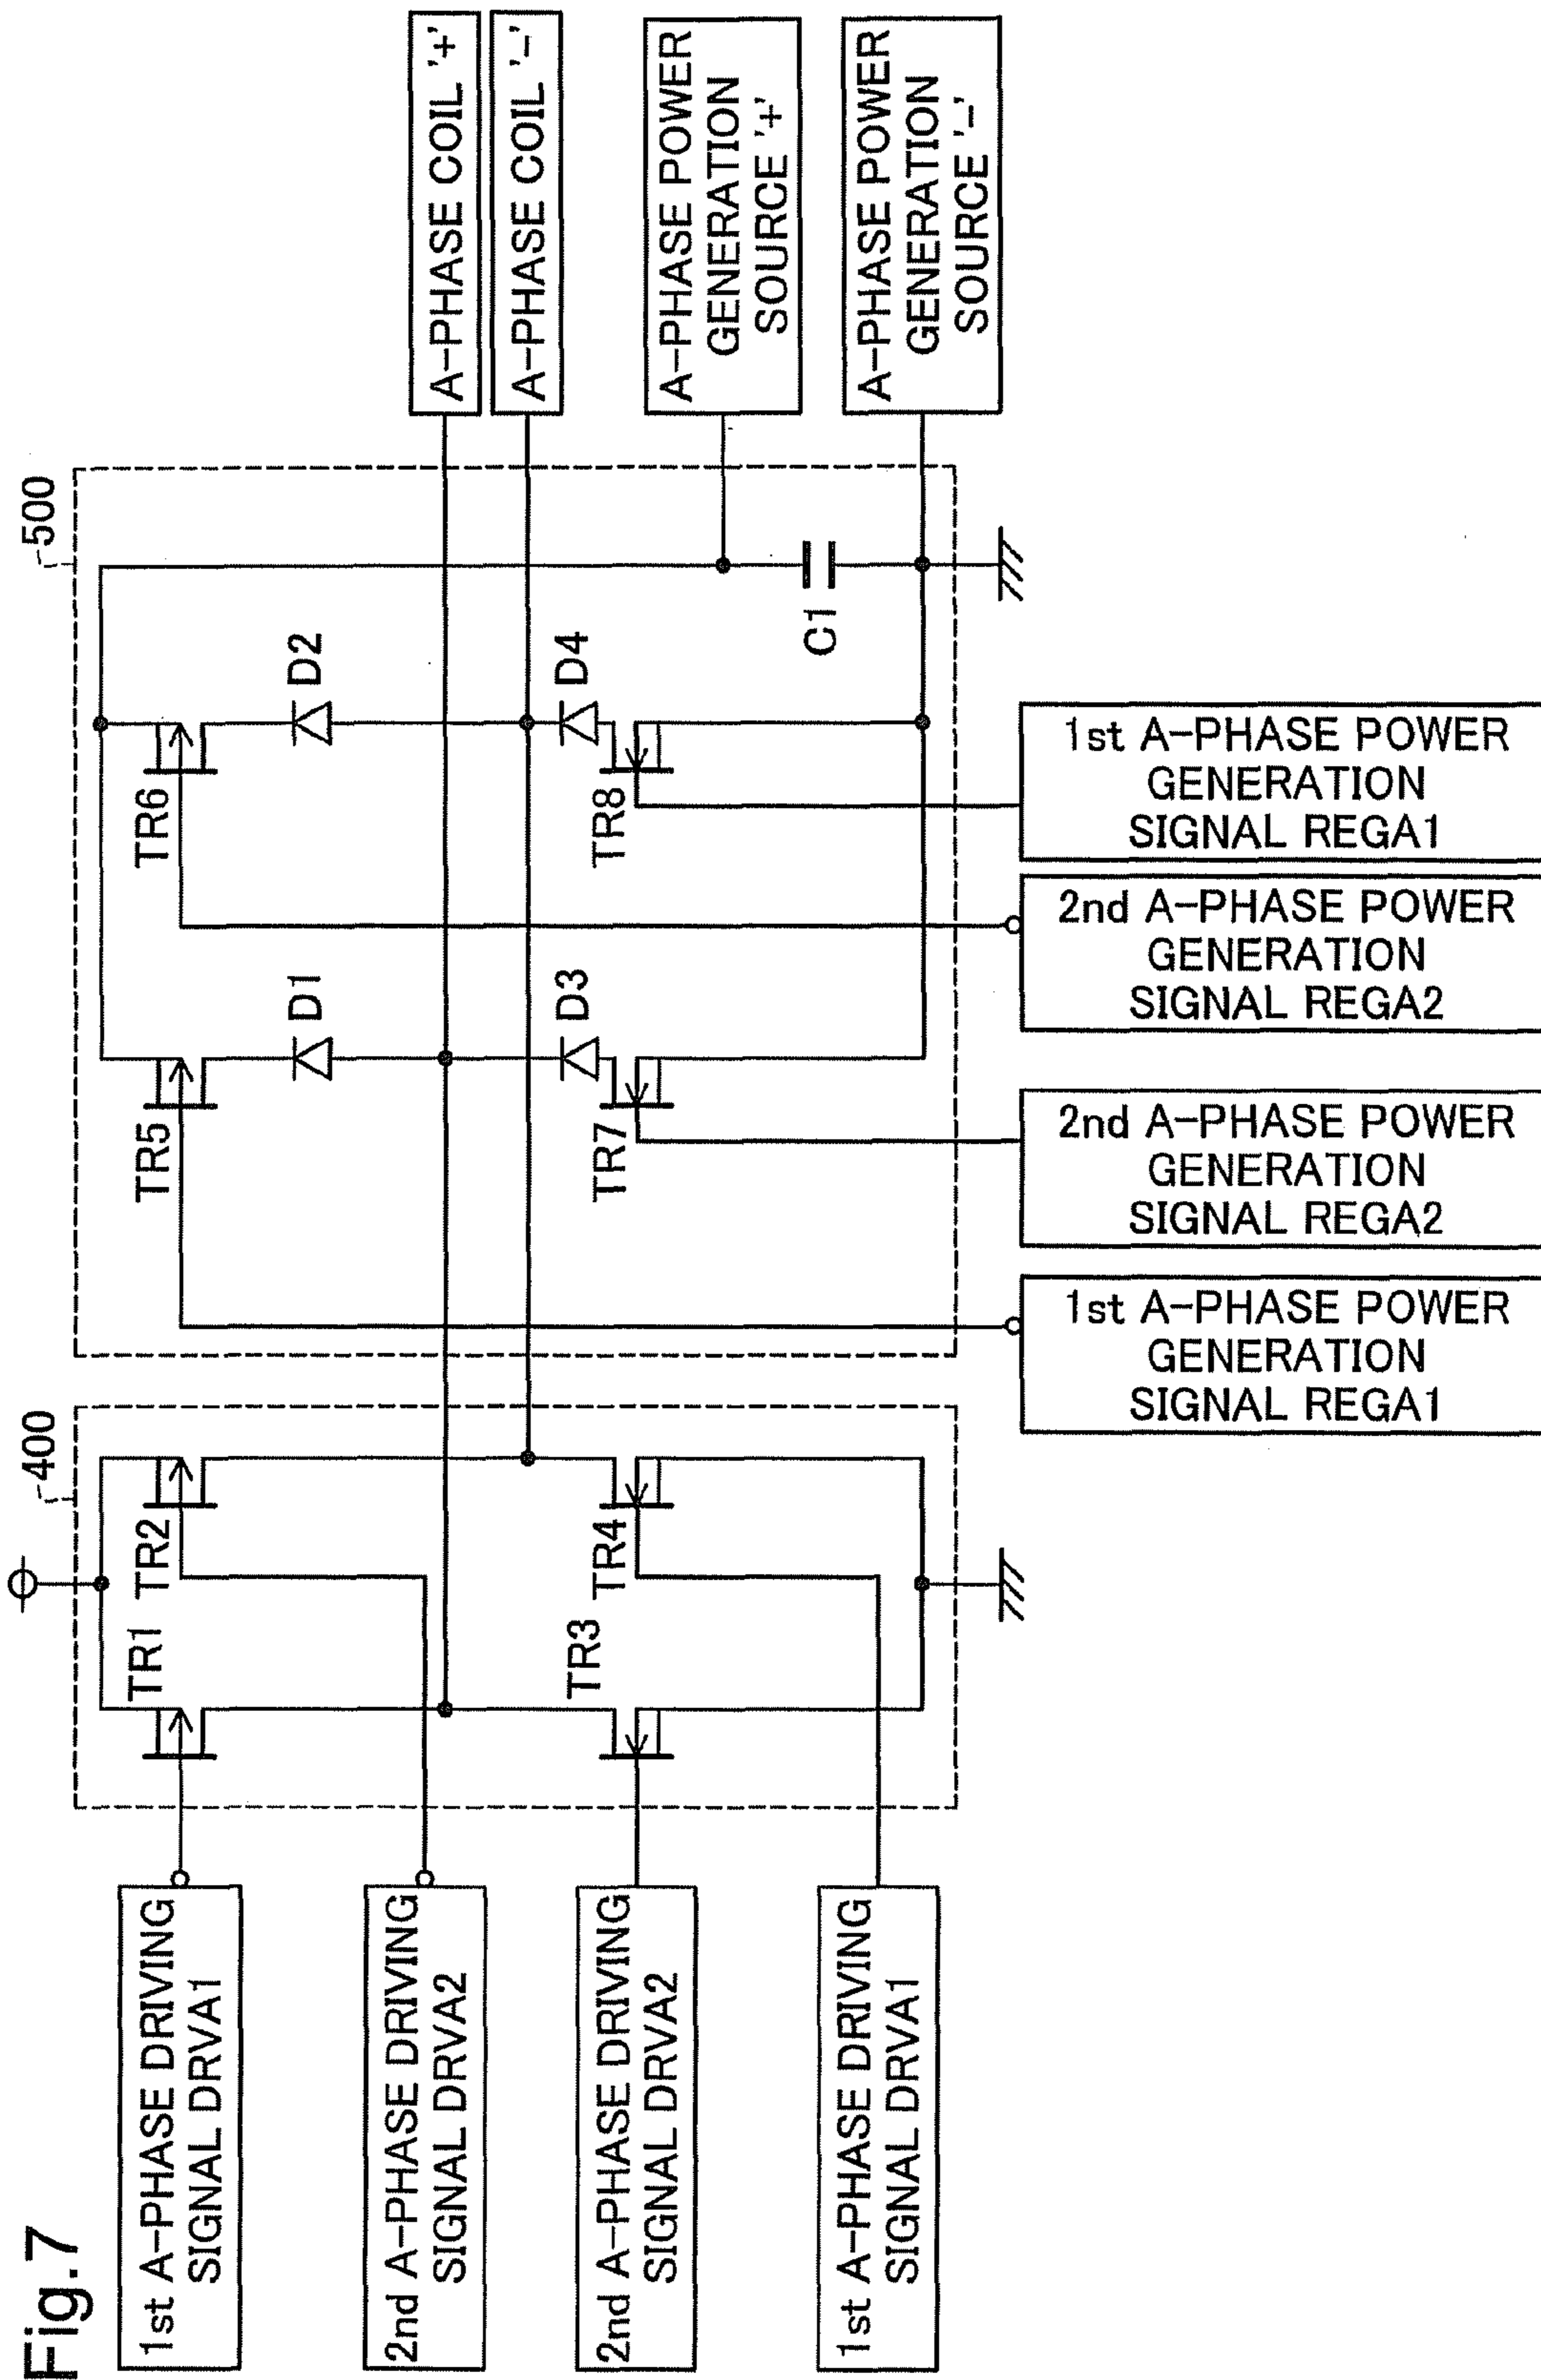 Fig.7
1st A-PHASE DRIVING
SIGNAL DRVA1
2nd A-PHASE DRIVING
SIGNAL DRVA2
2nd A-PHASE DRIVING
SIGNAL DRVA2
1st A-PHASE DRIVING
SIGNAL DRVA1
400
TR1
TR2
TR3
TR4
500
TR5
TR6
D1
D2
D3
D4
TR7
TR8
C1
A-PHASE COIL '+'
A-PHASE COIL '-'
A-PHASE POWER
GENERATION
SOURCE '+'
A-PHASE POWER
GENERATION
SOURCE '-'
1st A-PHASE POWER
GENERATION
SIGNAL REGA1
2nd A-PHASE POWER
GENERATION
SIGNAL REGA2
2nd A-PHASE POWER
GENERATION
SIGNAL REGA2
1st A-PHASE POWER
GENERATION
SIGNAL REGA1